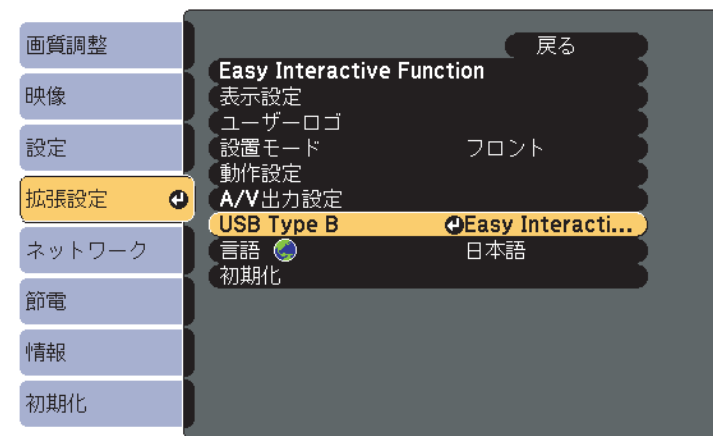 画質調整
映像
設定
拡張設定
ネットワーク
節電
情報
初期化
戻る
Easy Interactive Function
表示設定
ユーザーロゴ
設置モード フロント
動作設定
A/V出力設定
USB Type B Easy Interacti...
言語 日本語
初期化